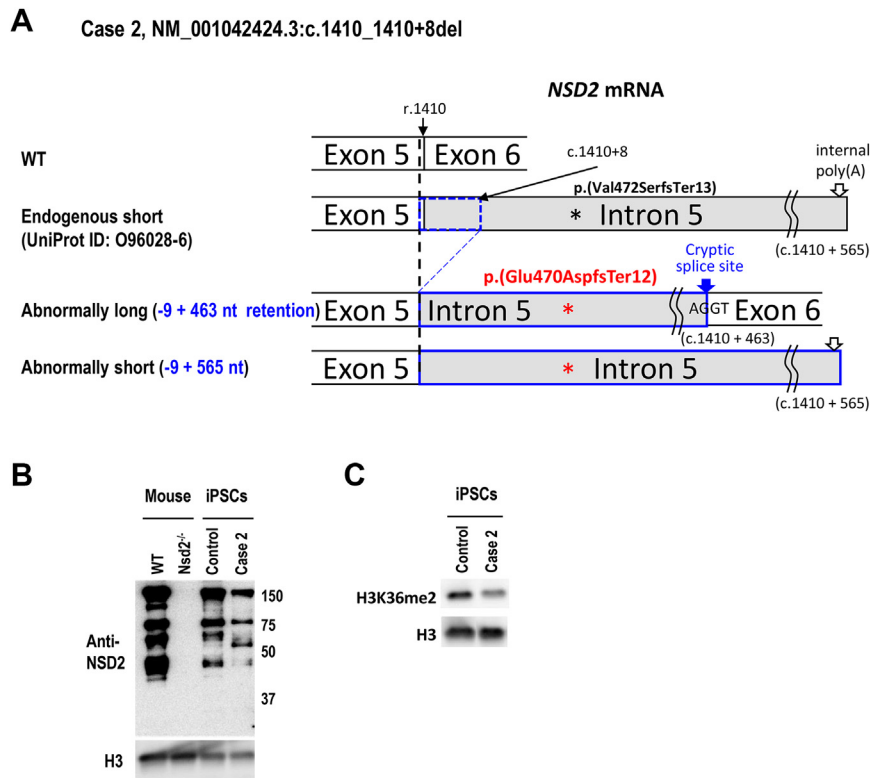 A
Case 2, NM_001042424.3:c.1410_1410+8del
NSD2 mRNA
r.1410
WT
Exon 5
Exon 6
c.1410+8
internal
poly(A)
p.(Val472SerfsTer13)
Endogenous short
(UniProt ID: O96028-6)
Exon 5
* Intron 5
(c.1410 + 565)
Cryptic
splice site
p.(Glu470AspfsTer12)
Abnormally long (-9 + 463 nt retention)
Exon 5
Intron 5 *
AGGT Exon 6
(c.1410 + 463)
Abnormally short (-9 + 565 nt)
Exon 5
* Intron 5
(c.1410 + 565)
B
Mouse iPSCs
WT
Nsd2-/-
Control
Case 2
150
75
50
37
Anti-
NSD2
H3
C
iPSCs
Control
Case 2
H3K36me2
H3